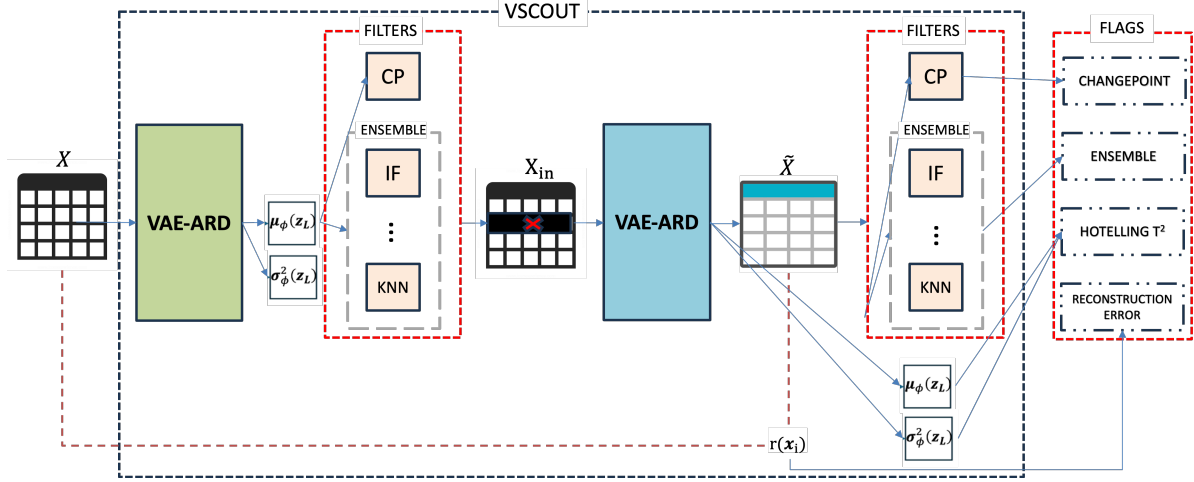 VSCOUT
FILTERS
FILTERS
FLAGS
CP
CP
CHANGEPOINT
ENSEMBLE
ENSEMBLE
ENSEMBLE
X
X_in
X̃
IF
IF
VAE-ARD
VAE-ARD
μ_ϕ(z_L)
⋮
⋮
HOTELLING T²
σ²_ϕ(z_L)
KNN
KNN
RECONSTRUCTION
ERROR
μ_ϕ(z_L)
σ²_ϕ(z_L)
r(x_i)